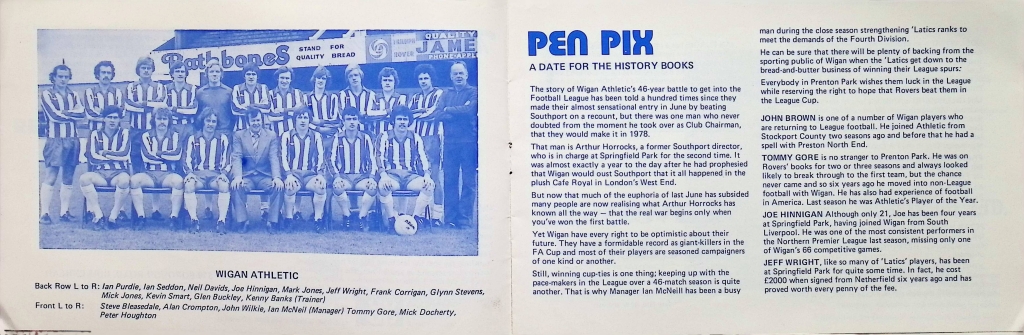 Rathbones
STAND FOR
QUALITY BREAD
QUALITY
JAME
WIGAN ATHLETIC
Back Row L to R: Ian Purdie, Ian Seddon, Neil Davids, Joe Hinnigan, Mark Jones, Jeff Wright, Frank Corrigan, Glynn Stevens,
Mick Jones, Kevin Smart, Glen Buckley, Kenny Banks (Trainer)
Front L to R: Steve Bleasedale, Alan Crompton, John Wilkie, Ian McNeil (Manager) Tommy Gore, Mick Docherty,
Peter Houghton
PEN PIX
A DATE FOR THE HISTORY BOOKS
The story of Wigan Athletic's 46-year battle to get into the
Football League has been told a hundred times since they
made their almost sensational entry in June by beating
Southport on a recount, but there was one man who never
doubted from the moment he took over as Club Chairman,
that they would make it in 1978.
That man is Arthur Horrocks, a former Southport director,
who is in charge at Springfield Park for the second time. It
was almost exactly a year to the day after he had prophesied
that Wigan would oust Southport that it all happened in the
plush Cafe Royal in London's West End.
But now that much of the euphoria of last June has subsided
many people are now realising what Arthur Horrocks has
known all the way — that the real war begins only when
you've won the first battle.
Yet Wigan have every right to be optimistic about their
future. They have a formidable record as giant-killers in the
FA Cup and most of their players are seasoned campaigners
of one kind or another.
Still, winning cup-ties is one thing; keeping up with the
pace-makers in the League over a 46-match season is quite
another. That is why Manager Ian McNeill has been a busy
man during the close season strengthening 'Latics ranks to
meet the demands of the Fourth Division.
He can be sure that there will be plenty of backing from the
sporting public of Wigan when the 'Latics get down to the
bread-and-butter business of winning their League spurs.
Everybody in Prenton Park wishes them luck in the League
while reserving the right to hope that Rovers beat them in
the League Cup.
JOHN BROWN is one of a number of Wigan players who
are returning to League football. He joined Athletic from
Stockport County two seasons ago and before that he had a
spell with Preston North End.
TOMMY GORE is no stranger to Prenton Park. He was on
Rovers' books for two or three seasons and always looked
likely to break through to the first team, but the chance
never came and so six years ago he moved into non-League
football with Wigan. He has also had experience of football
in America. Last season he was Athletic's Player of the Year.
JOE HINNIGAN Although only 21, Joe has been four years
at Springfield Park, having joined Wigan from South
Liverpool. He was one of the most consistent performers in
the Northern Premier League last season, missing only one
of Wigan's 66 competitive games.
JEFF WRIGHT, like so many of 'Latics' players, has been
at Springfield Park for quite some time. In fact, he cost
£2000 when signed from Netherfield six years ago and has
proved worth every penny of the fee.